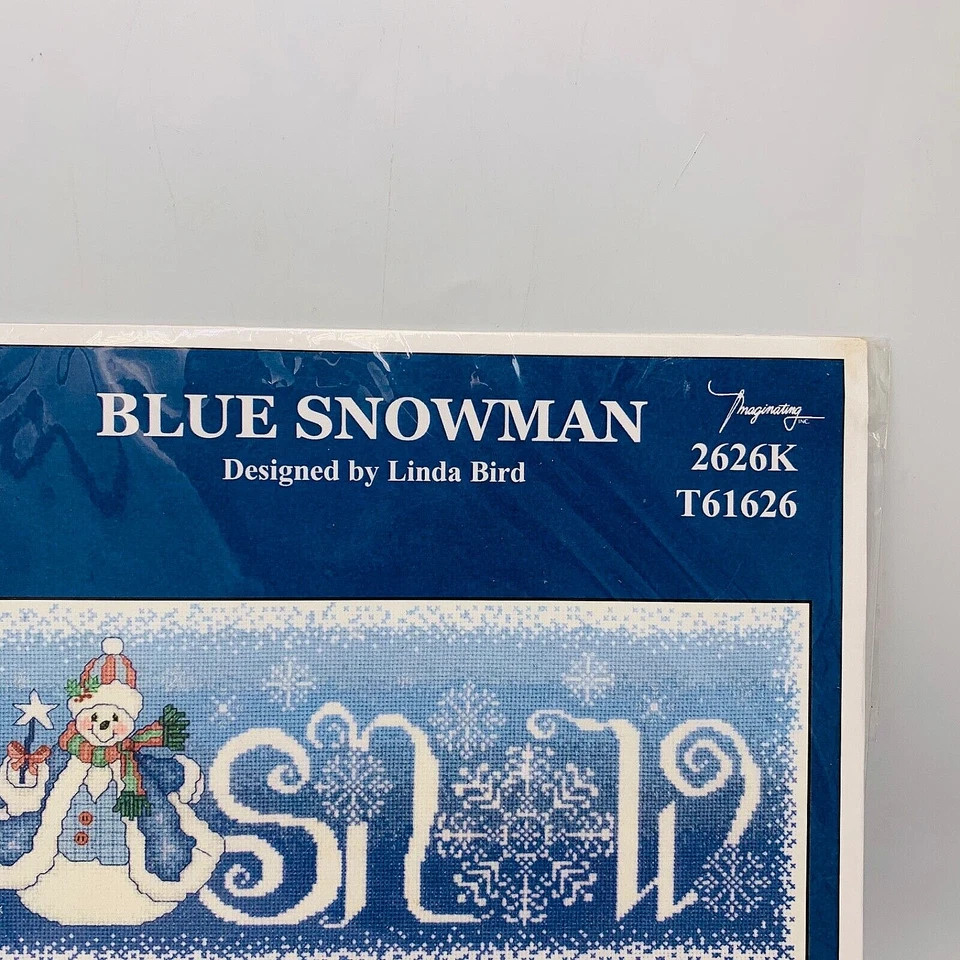 BLUE SNOWMAN
Designed by Linda Bird
Imaginating INC.
2626K
T61626
SNOW